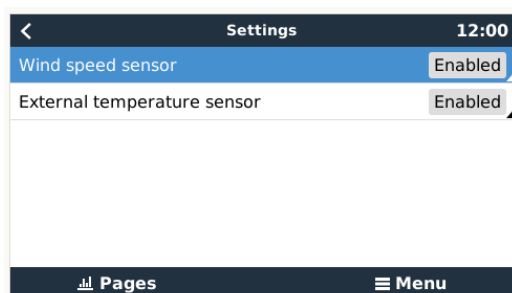 Settings 12:00
Wind speed sensor Enabled
External temperature sensor Enabled
Pages Menu